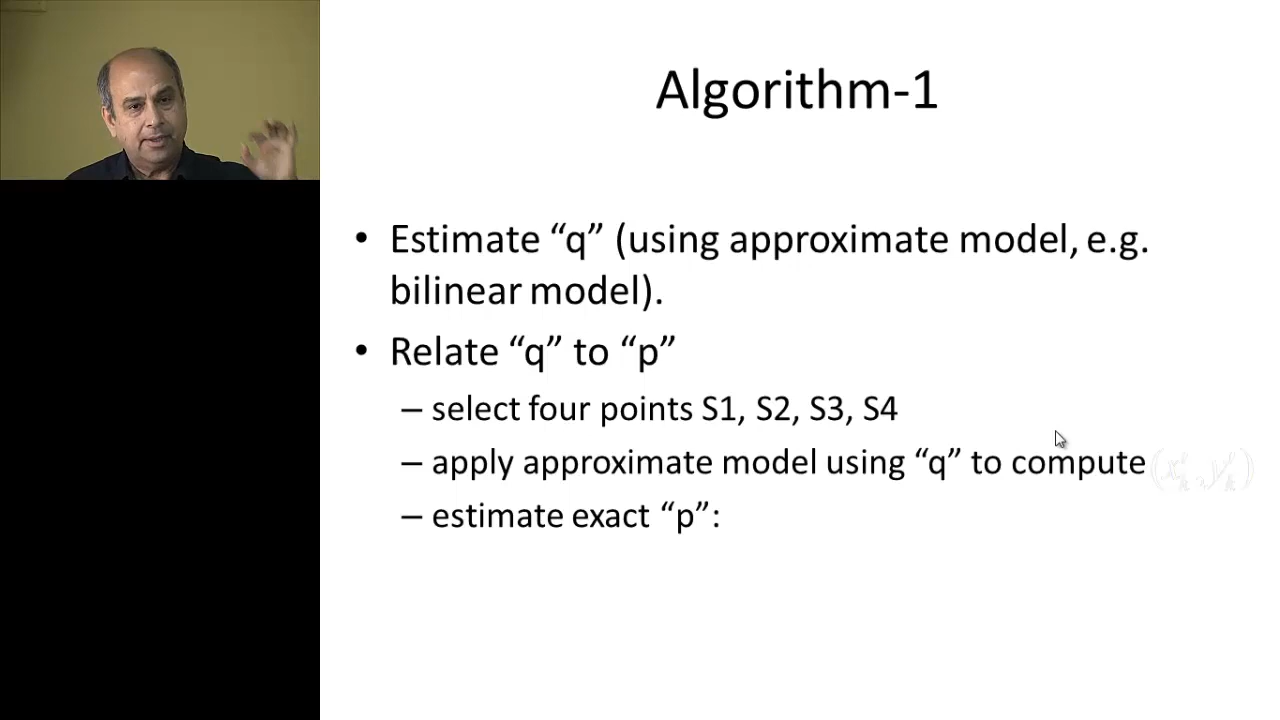 Algorithm-1
• Estimate “q” (using approximate model, e.g.
bilinear model).
• Relate “q” to “p”
– select four points S1, S2, S3, S4
– apply approximate model using “q” to compute
– estimate exact “p”: